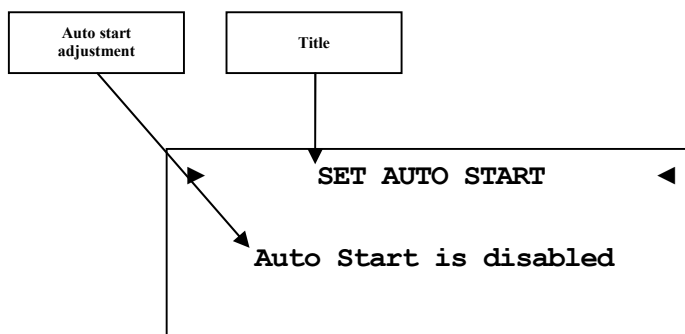 Auto start
adjustment
Title
► SET AUTO START ◄
Auto Start is disabled